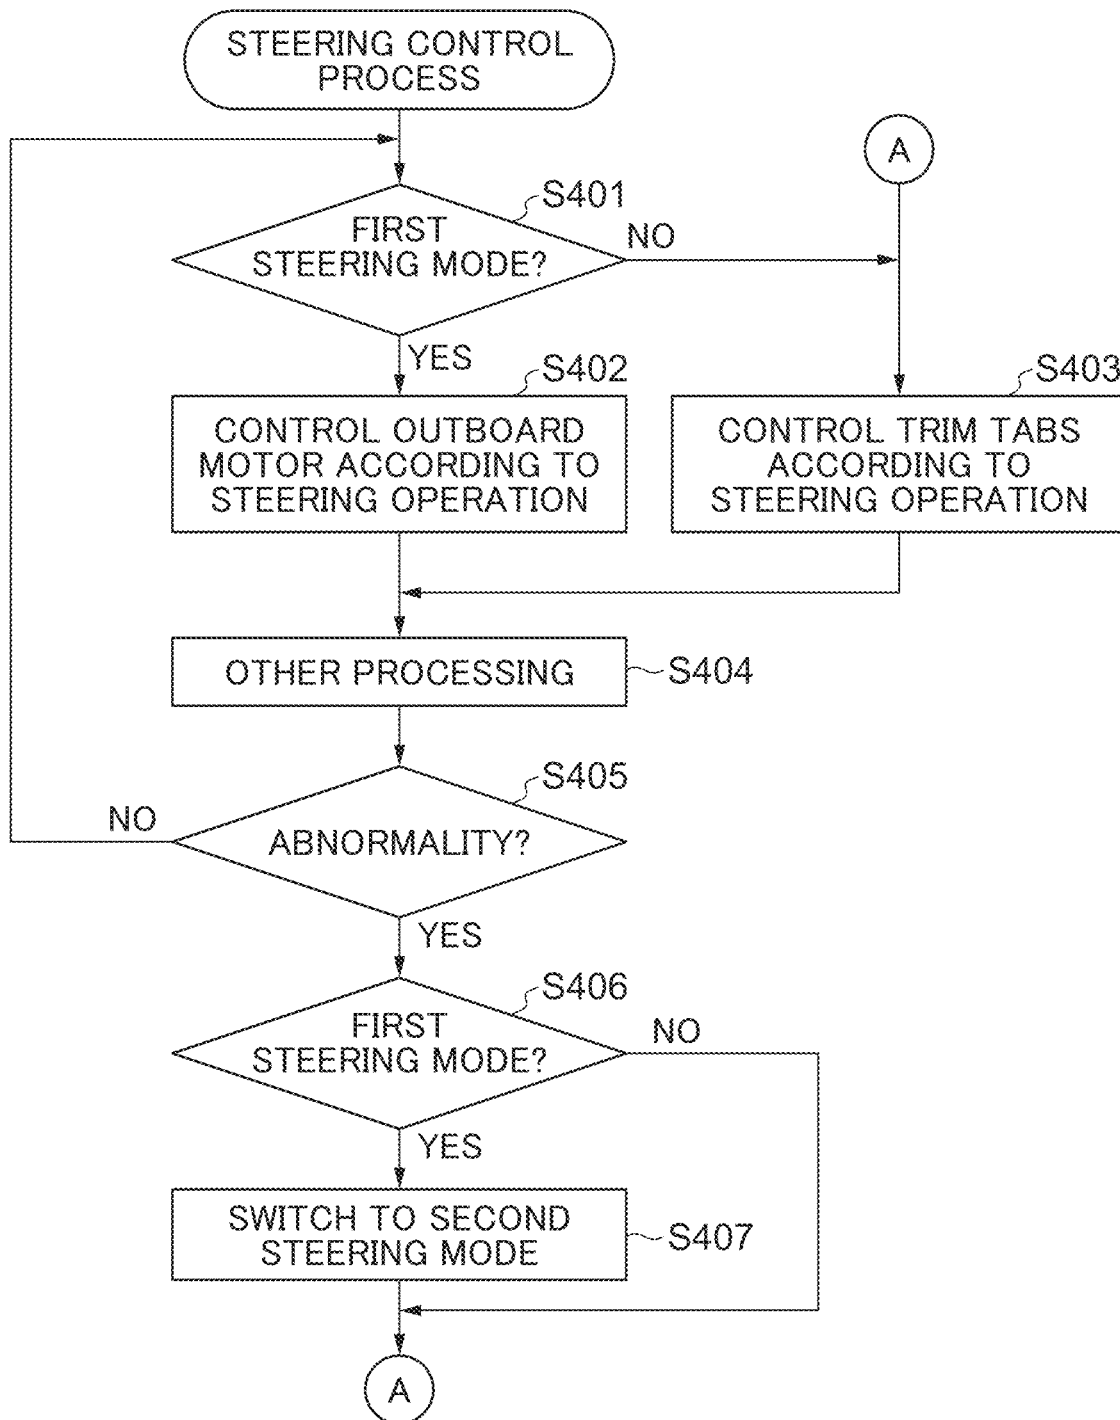 STEERING CONTROL
PROCESS
A
S401
FIRST
STEERING MODE?
NO
YES
S402
CONTROL OUTBOARD
MOTOR ACCORDING TO
STEERING OPERATION
S403
CONTROL TRIM TABS
ACCORDING TO
STEERING OPERATION
OTHER PROCESSING
S404
S405
NO
ABNORMALITY?
YES
S406
FIRST
STEERING MODE?
NO
YES
SWITCH TO SECOND
STEERING MODE
S407
A